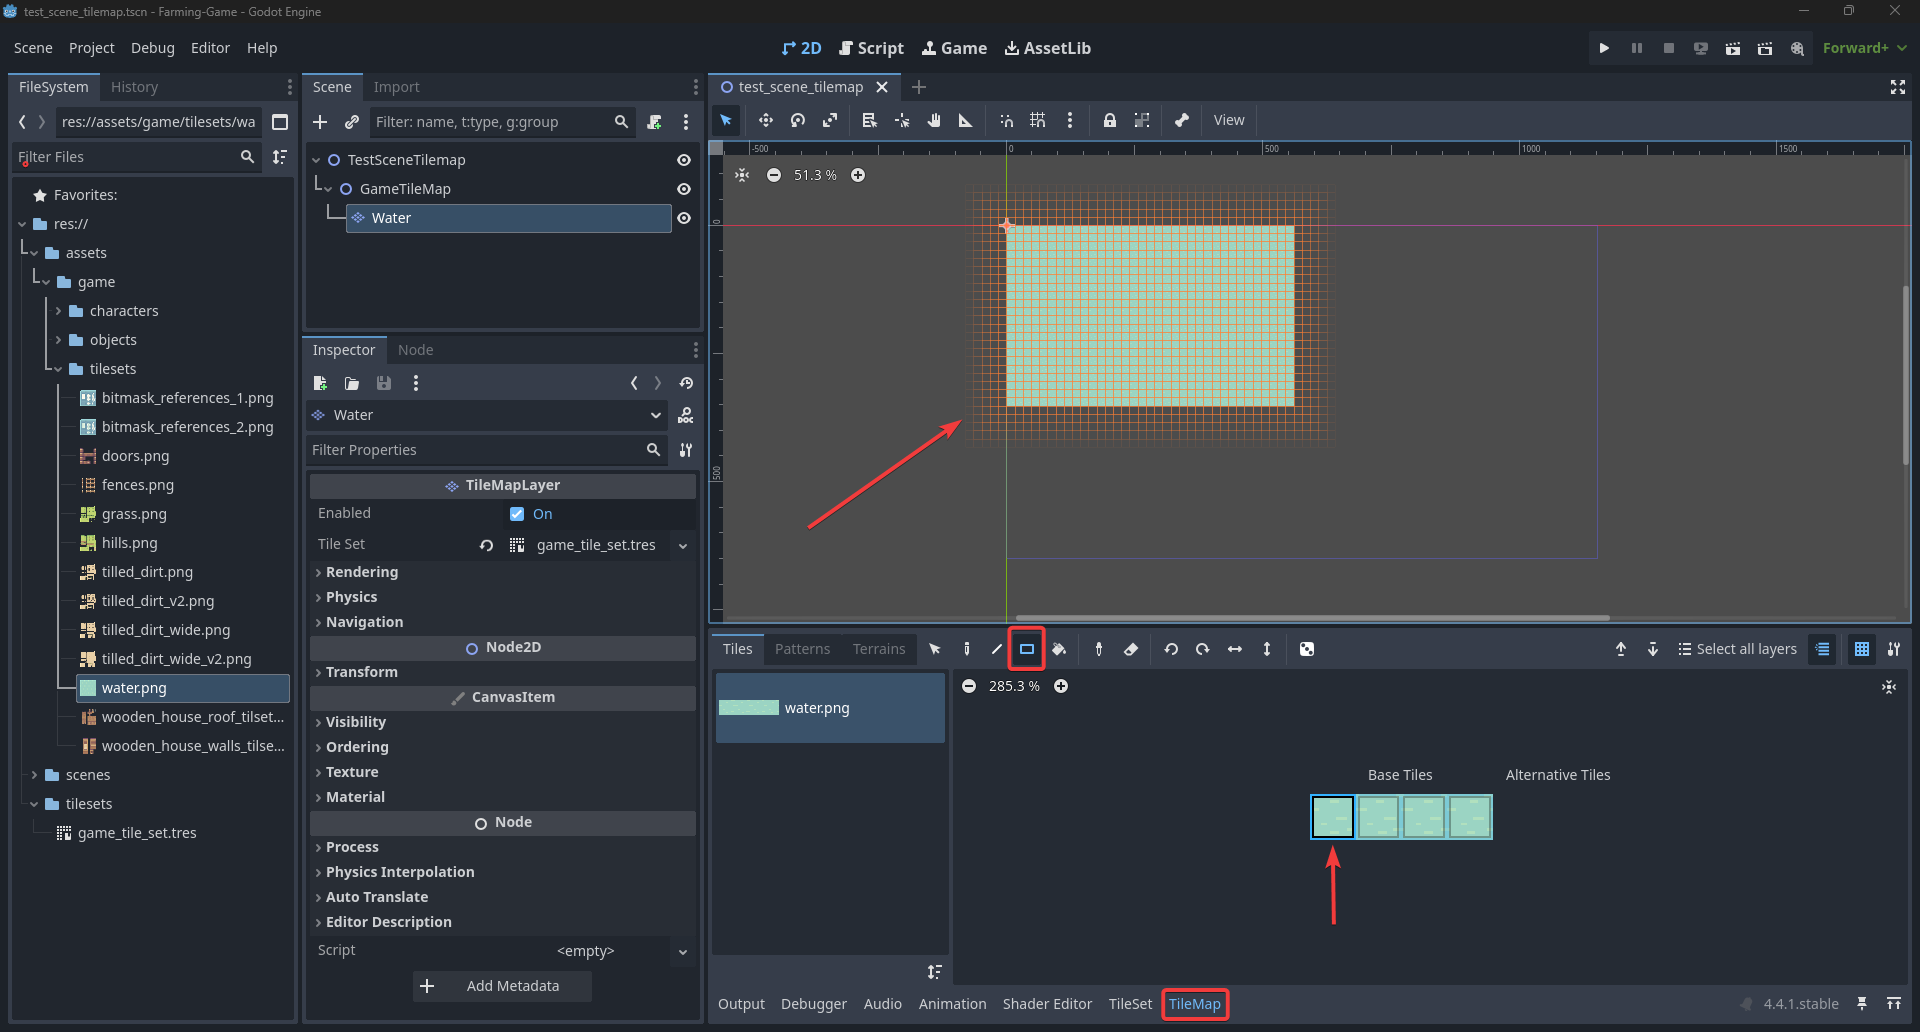 test_scene_tilemap.tscn - Farming-Game - Godot Engine
Scene Project Debug Editor Help
2D Script Game AssetLib
Forward+
FileSystem History
res://assets/game/tilesets/wa
Filter Files
Favorites:
res://
assets
game
characters
objects
tilesets
bitmask_references_1.png
bitmask_references_2.png
doors.png
fences.png
grass.png
hills.png
tilled_dirt.png
tilled_dirt_v2.png
tilled_dirt_wide.png
tilled_dirt_wide_v2.png
water.png
wooden_house_roof_tilset...
wooden_house_walls_tilse...
scenes
tilesets
game_tile_set.tres
Scene Import
Filter: name, t:type, g:group
TestSceneTilemap
GameTileMap
Water
Inspector Node
Water
DOC
Filter Properties
TileMapLayer
Enabled On
Tile Set game_tile_set.tres
Rendering
Physics
Navigation
Node2D
Transform
CanvasItem
Visibility
Ordering
Texture
Material
Node
Process
Physics Interpolation
Auto Translate
Editor Description
Script <empty>
Add Metadata
test_scene_tilemap
View
-500 0 500 1000 1500
51.3 %
0
500
Tiles Patterns Terrains
Select all layers
water.png
285.3 %
Base Tiles Alternative Tiles
Output Debugger Audio Animation Shader Editor TileSet TileMap
4.4.1.stable